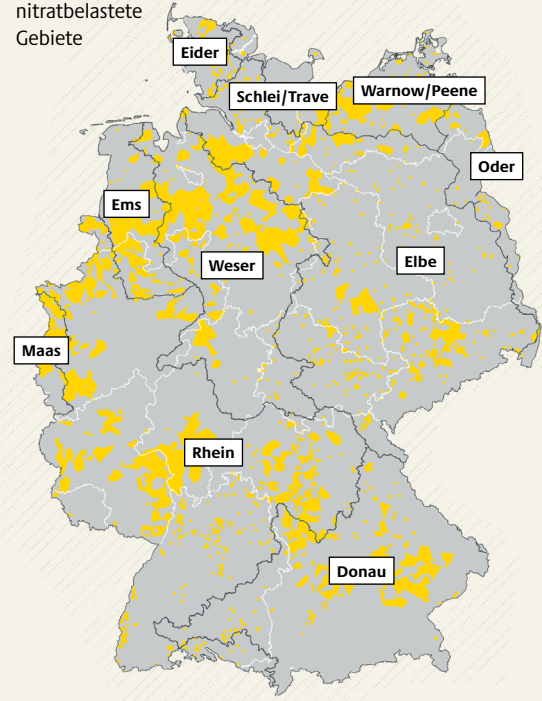 nitratbelastete
Gebiete
Eider
Schlei/Trave
Warnow/Peene
Oder
Ems
Weser
Elbe
Maas
Rhein
Donau